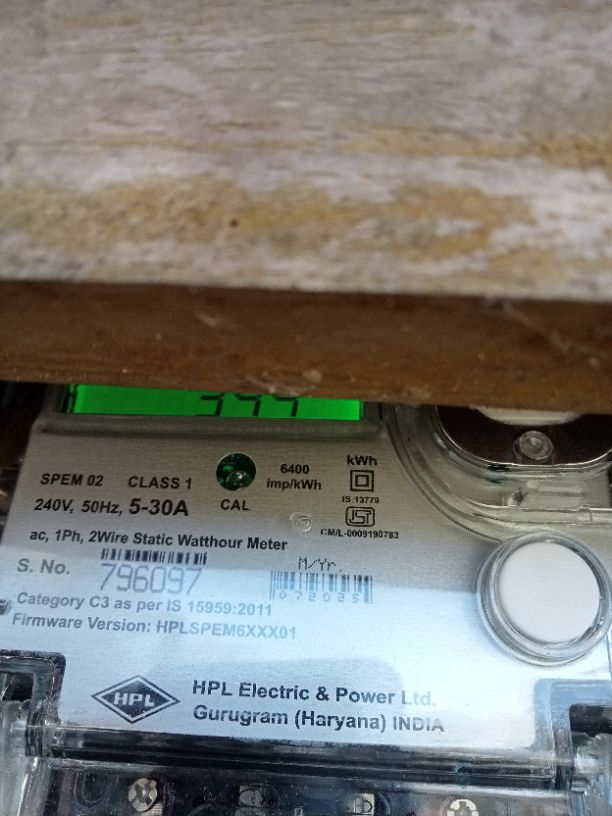 SPEM 02 CLASS 1
6400
imp/kWh
kWh
240V, 50Hz, 5-30A
CAL
IS:13779
ISI
CM/L-0009190783
ac, 1Ph, 2Wire Static Watthour Meter
S. No. 796097
M/Yr.
072025
Category C3 as per IS 15959:2011
Firmware Version: HPLSPEM6XXX01
HPL
HPL Electric & Power Ltd.
Gurugram (Haryana) INDIA